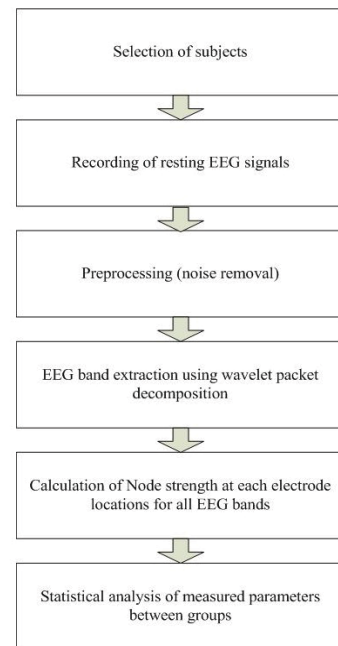 Selection of subjects
Recording of resting EEG signals
Preprocessing (noise removal)
EEG band extraction using wavelet packet
decomposition
Calculation of Node strength at each electrode
locations for all EEG bands
Statistical analysis of measured parameters
between groups